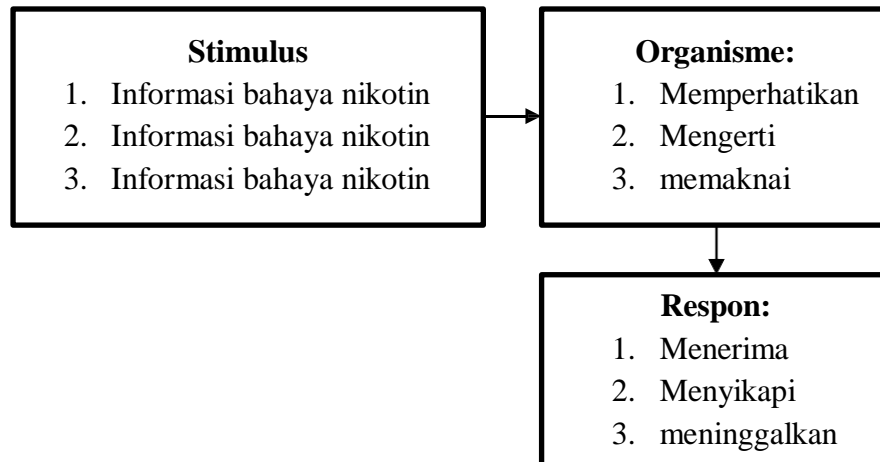 Stimulus
1. Informasi bahaya nikotin
2. Informasi bahaya nikotin
3. Informasi bahaya nikotin
Organisme:
1. Memperhatikan
2. Mengerti
3. memaknai
Respon:
1. Menerima
2. Menyikapi
3. meninggalkan